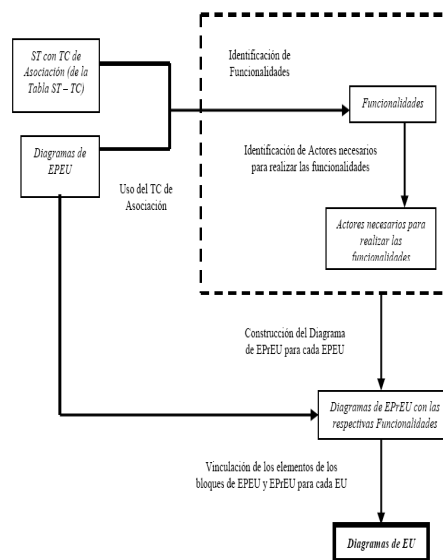 ST con TC de
Asociación (de la
Tabla ST – TC)
Identificación de
Funcionalidades
Funcionalidades
Diagramas de
EPEU
Uso del TC de
Asociación
Identificación de Actores necesarios
para realizar las funcionalidades
Actores necesarios para
realizar las
funcionalidades
Construcción del Diagrama
de EPrEU para cada EPEU
Diagramas de EPrEU con las
respectivas Funcionalidades
Vinculación de los elementos de los
bloques de EPEU y EPrEU para cada EU
Diagramas de EU